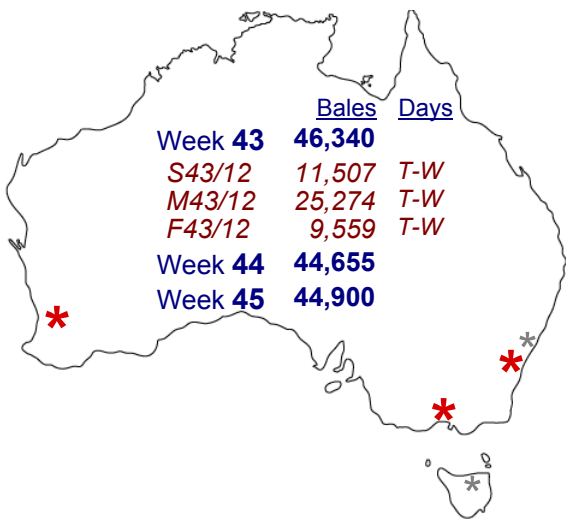 Bales Days
Week 43 46,340
S43/12 11,507 T-W
M43/12 25,274 T-W
F43/12 9,559 T-W
Week 44 44,655
Week 45 44,900
*
*
*
*
*